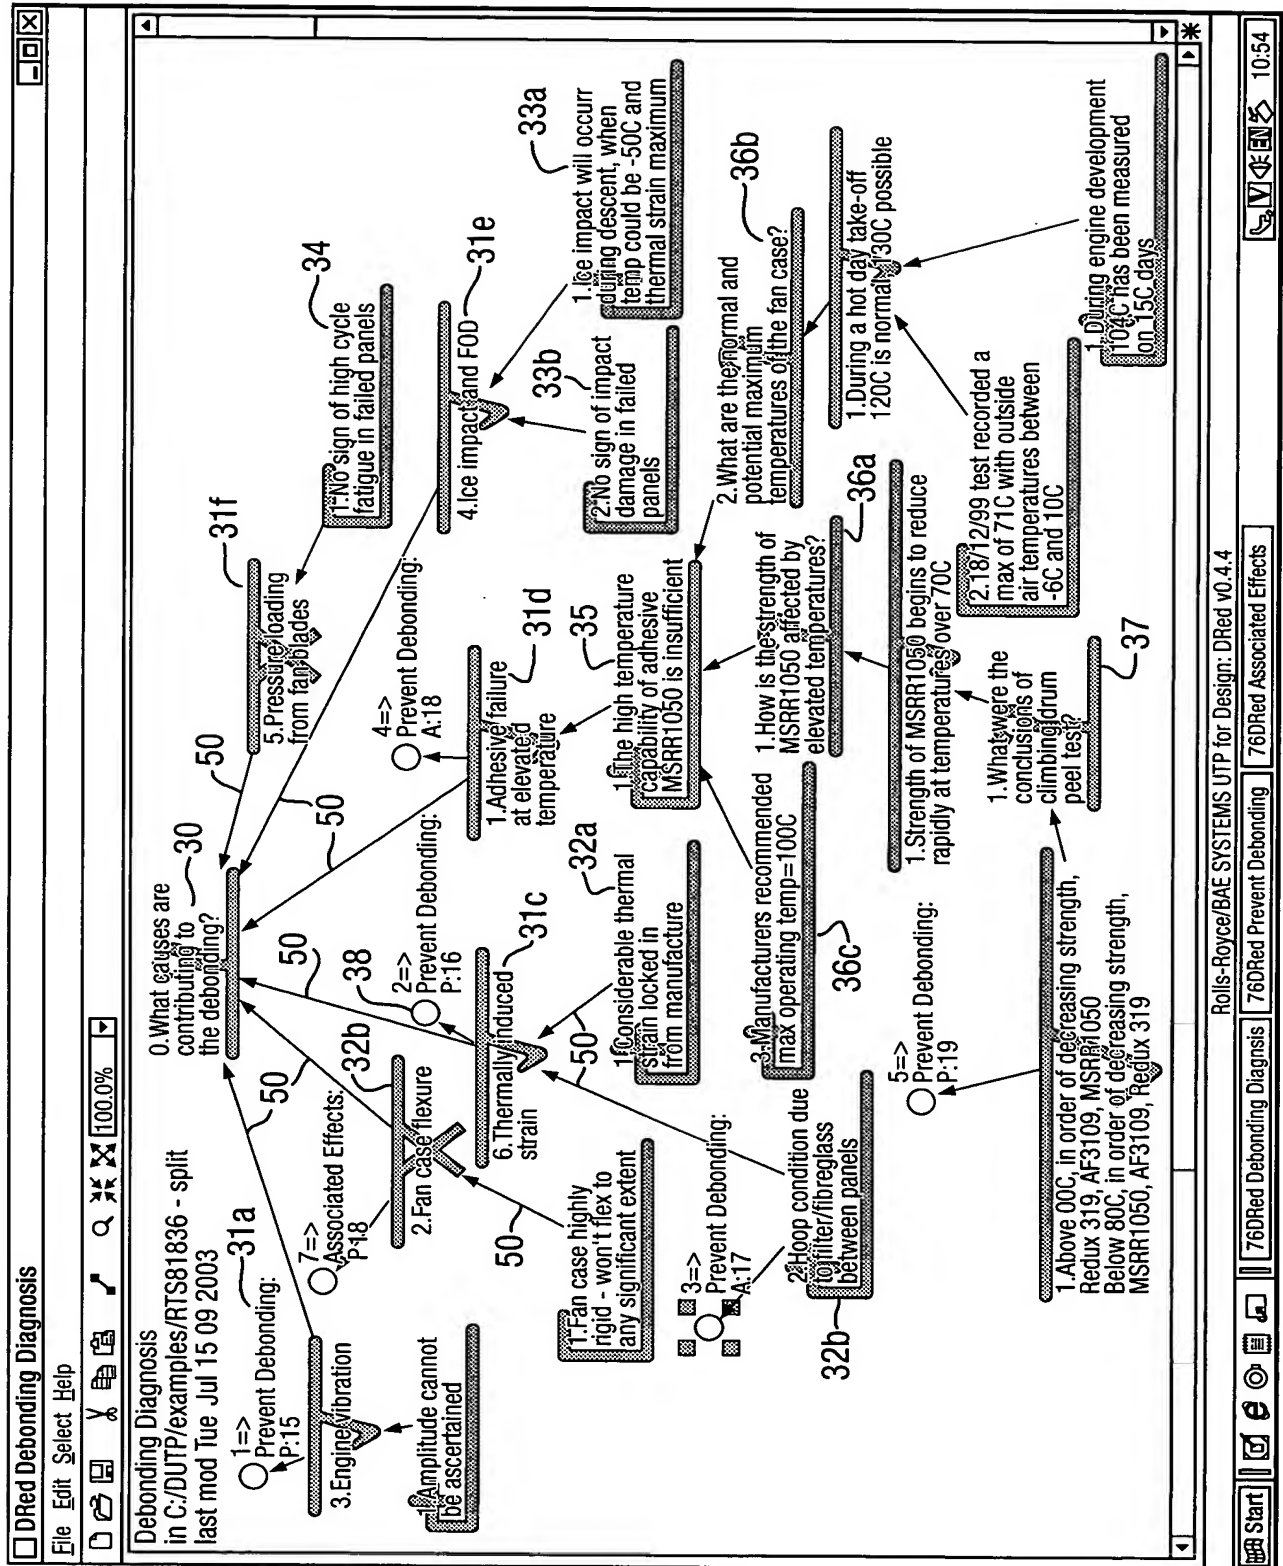 DRed Debonding Diagnosis
File Edit Select Help
100.0%
Debonding Diagnosis
in C:/DUTP/examples/RTS81836 - split
last mod Tue Jul 15 09 2003
31a
1=>
Prevent Debonding:
P:15
3.Engine vibration
1.Amplitude cannot
be ascertained
50
0.What causes are
contributing to
the debonding?
30
50
7=>
Associated Effects:
P:18
2.Fan case flexure
32b
50
1.Fan case highly
rigid - won't flex to
any significant extent
50
38
2=>
Prevent Debonding:
P:16
6.Thermally induced
strain
31c
50
1.Considerable thermal
strain locked in
from manufacture
32a
3=>
Prevent Debonding:
A:17
2.Hoop condition due
to filter/fibreglass
between panels
32b
50
4=>
Prevent Debonding:
A:18
1.Adhesive failure
at elevated
temperature
31d
1.The high temperature
capability of adhesive
MSRR1050 is insufficient
35
3.Manufacturers recommended
max operating temp=100C
36c
1.How is the strength of
MSRR1050 affected by
elevated temperatures?
36a
1.Strength of MSRR1050 begins to reduce
rapidly at temperatures over 70C
1.What were the
conclusions of
climbing drum
peel test?
37
5=>
Prevent Debonding:
P:19
1.Above 00C, in order of decreasing strength,
Redux 319, AF3109, MSRR1050
Below 80C, in order of decreasing strength,
MSRR1050, AF3109, Redux 319
50
5.Pressure loading
from fan blades
31f
1.No sign of high cycle
fatigue in failed panels
34
50
4.Ice impact and FOD
31e
2.No sign of impact
damage in failed
panels
33b
1.Ice impact will occurr
during descent, when
temp could be -50C and
thermal strain maximum
33a
2.What are the normal and
potential maximum
temperatures of the fan case?
36b
1.During a hot day take-off
120C is normal, 130C possible
2.18/12/99 test recorded a
max of 71C with outside
air temperatures between
-6C and 10C
1.During engine development
104C has been measured
on 15C days
Rolls-Royce/BAE SYSTEMS UTP for Design: DRed v0.4.4
Start
76DRed Debonding Diagnosis
76DRed Prevent Debonding
76DRed Associated Effects
EN
10:54